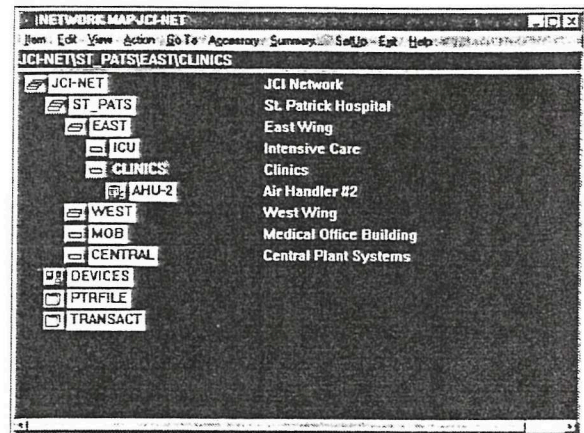 NETWORK MAP-JCI-NET
Item Edit View Action Go To Accessory Summary SetUp Exit Help
JCI-NET\ST_PATS\EAST\CLINICS
JCI-NET JCI Network
ST_PATS St. Patrick Hospital
EAST East Wing
ICU Intensive Care
CLINICS Clinics
AHU-2 Air Handler #2
WEST West Wing
MOB Medical Office Building
CENTRAL Central Plant Systems
DEVICES
PTRFILE
TRANSACT